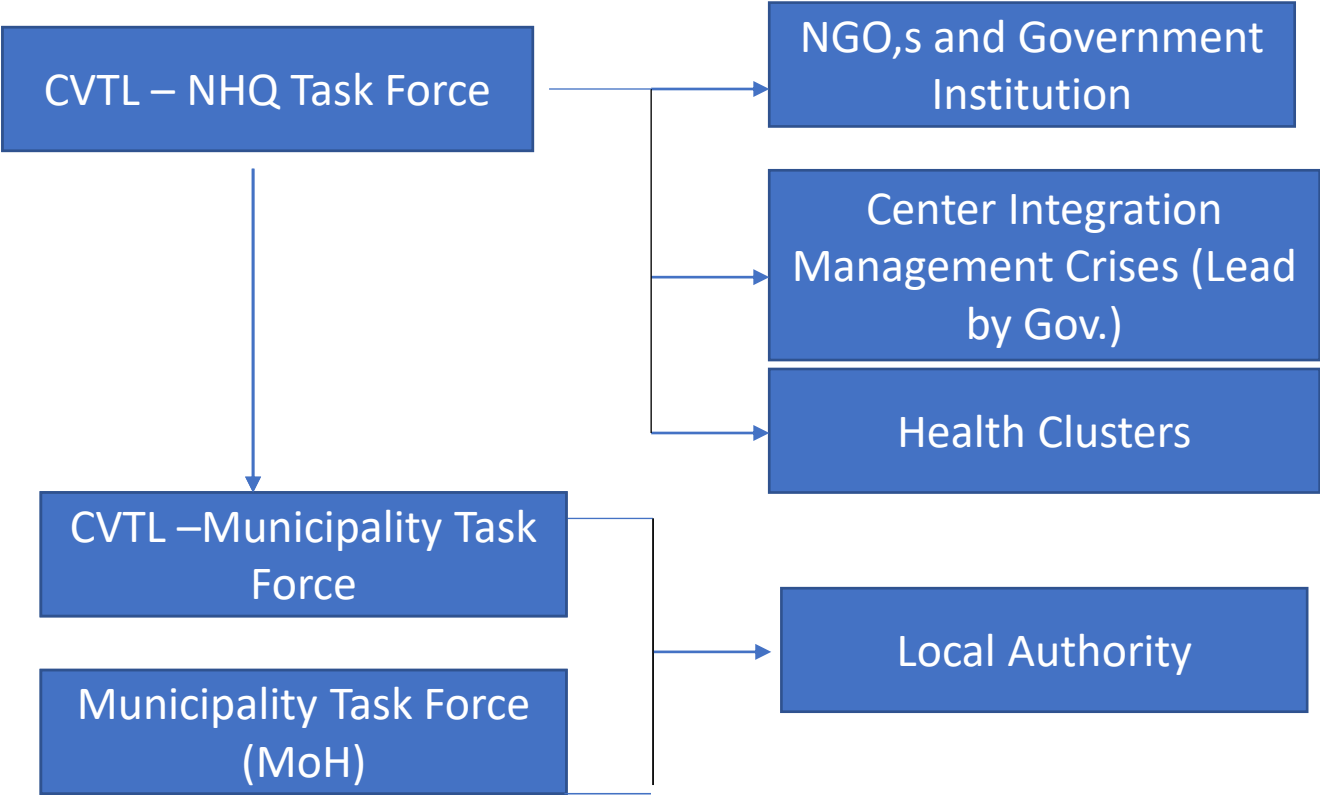 CVTL – NHQ Task Force
NGO,s and Government
Institution
Center Integration
Management Crises (Lead
by Gov.)
Health Clusters
CVTL –Municipality Task
Force
Local Authority
Municipality Task Force
(MoH)